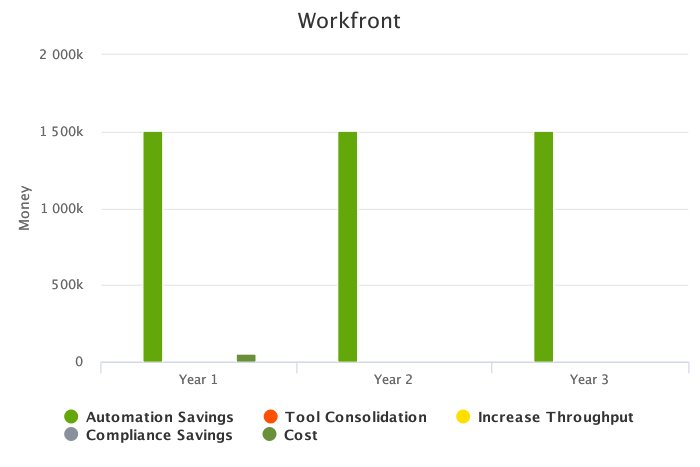 Workfront
2 000k
1 500k
1 000k
500k
0
Money
Year 1 Year 2 Year 3
Automation Savings Tool Consolidation Increase Throughput
Compliance Savings Cost